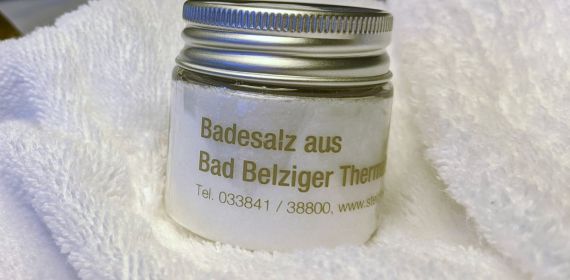 Badesalz aus
Bad Belziger
Tel. 033841 / 38800,